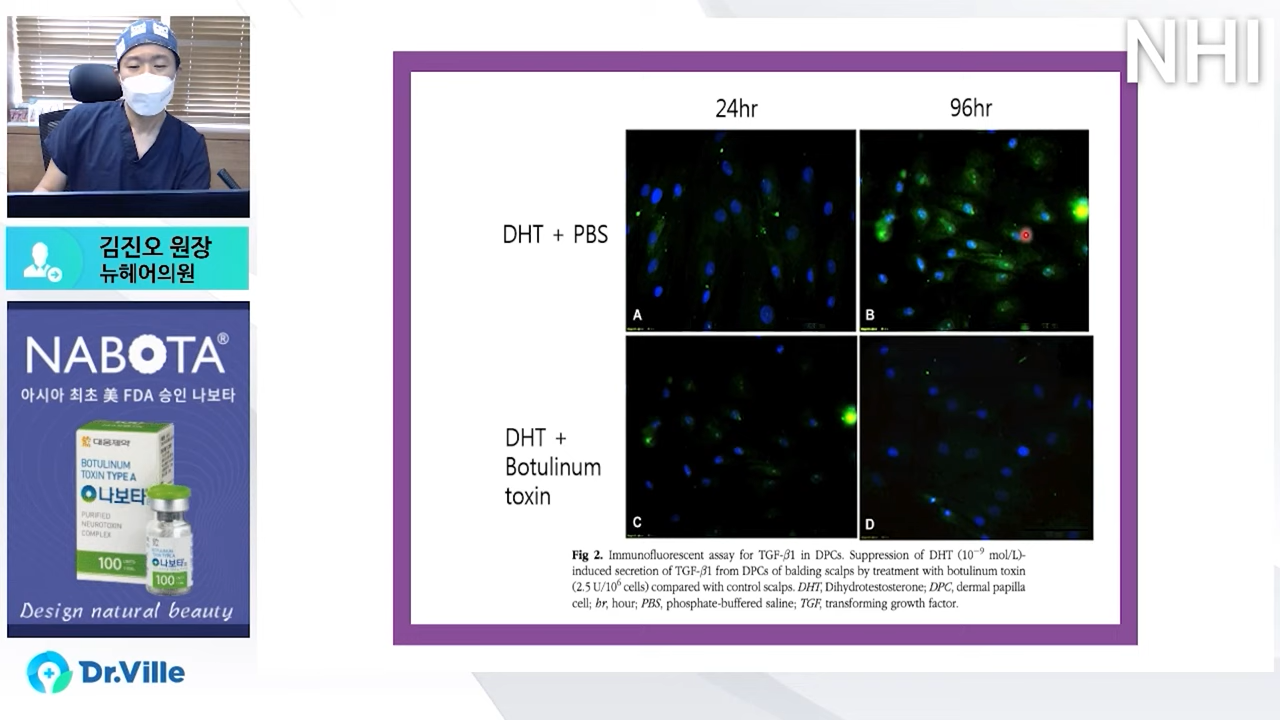 NHI
김진오 원장
뉴헤어의원
NABOTA®
아시아 최초 美 FDA 승인 나보타
대웅제약
BOTULINUM
TOXIN TYPE A
나보타
PURIFIED
NEUROTOXIN
COMPLEX
100
나보타
100
Design natural beauty
Dr.Ville
24hr
96hr
DHT + PBS
A
B
DHT +
Botulinum
toxin
C
D
Fig 2. Immunofluorescent assay for TGF-β1 in DPCs. Suppression of DHT (10⁻⁹ mol/L)-
induced secretion of TGF-β1 from DPCs of balding scalps by treatment with botulinum toxin
(2.5 U/10⁶ cells) compared with control scalps. DHT, Dihydrotestosterone; DPC, dermal papilla
cell; hr, hour; PBS, phosphate-buffered saline; TGF, transforming growth factor.